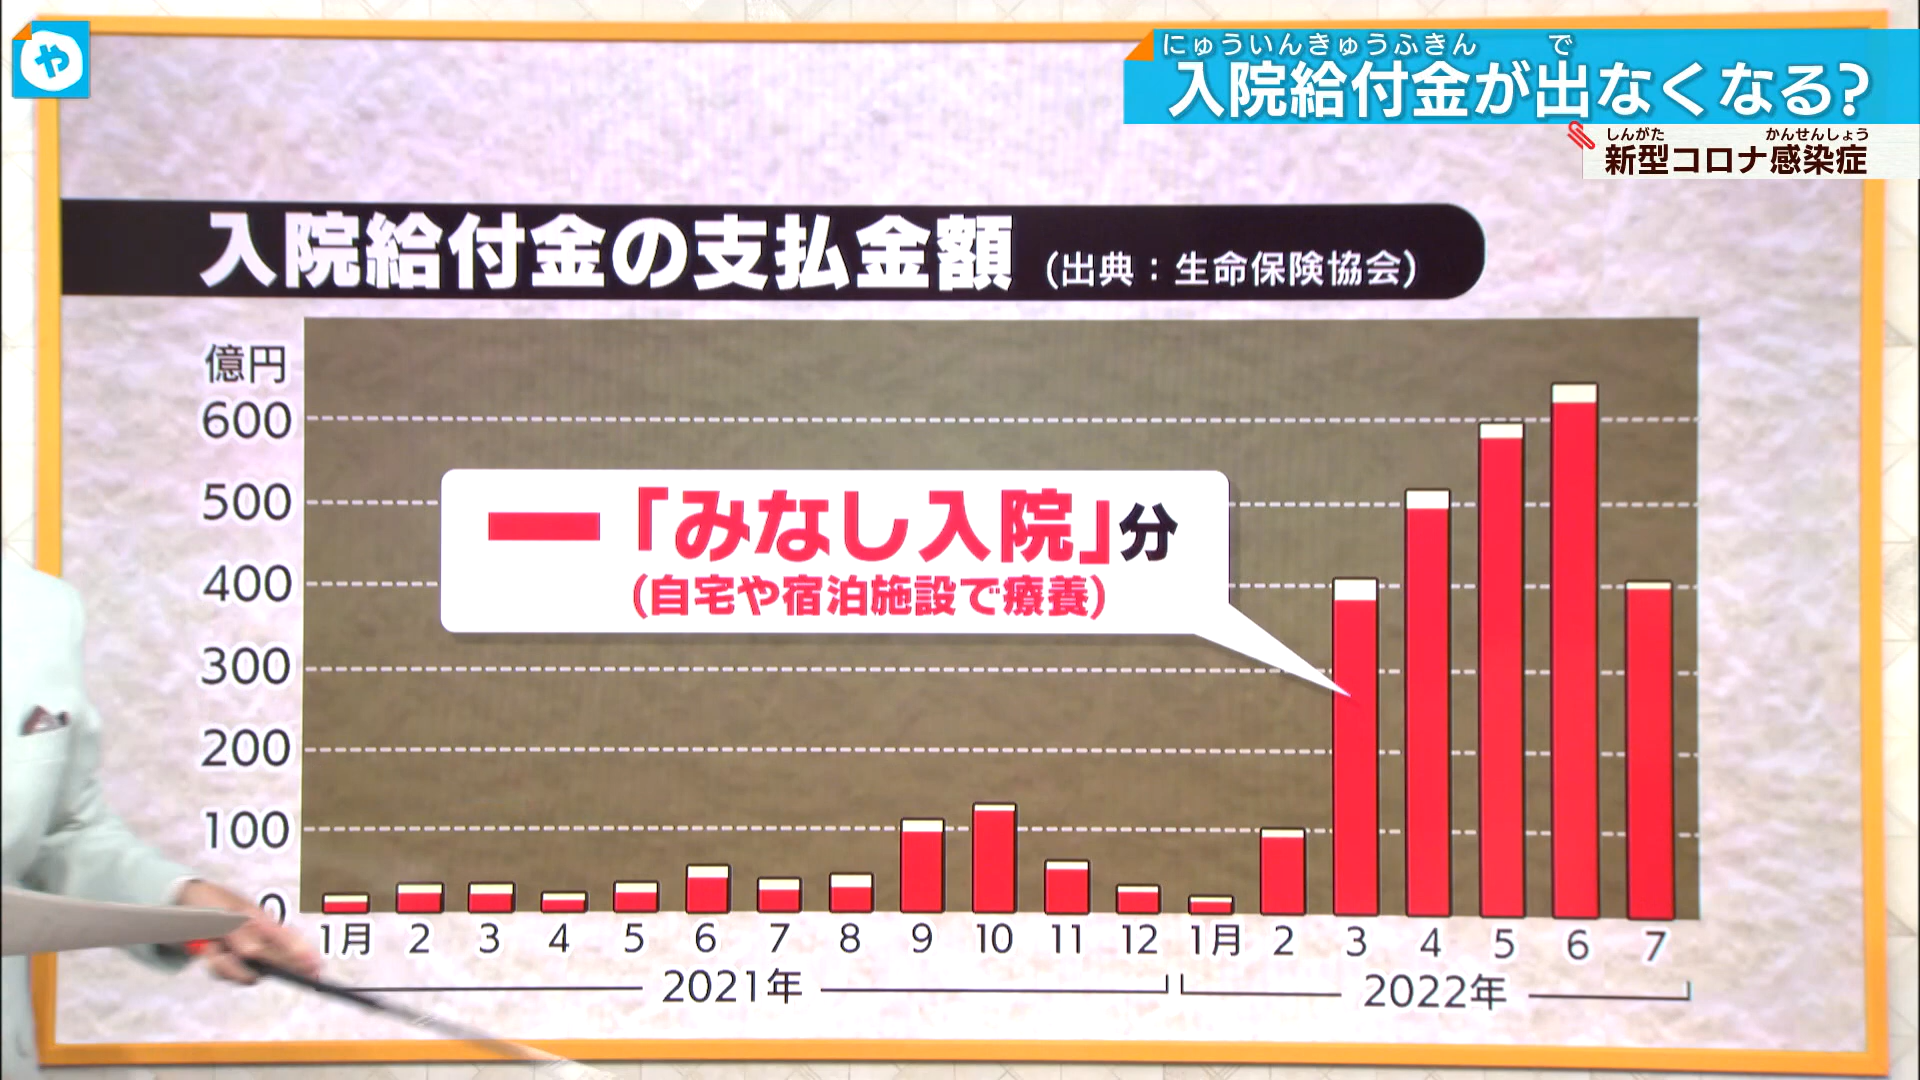 や
にゅういんきゅうふきん で
入院給付金が出なくなる?
しんがた かんせんしょう
新型コロナ感染症
入院給付金の支払金額 (出典：生命保険協会)
億円
600
500
400
300
200
100
0
「みなし入院」分
(自宅や宿泊施設で療養)
1月 2 3 4 5 6 7 8 9 10 11 12 1月 2 3 4 5 6 7
2021年 2022年